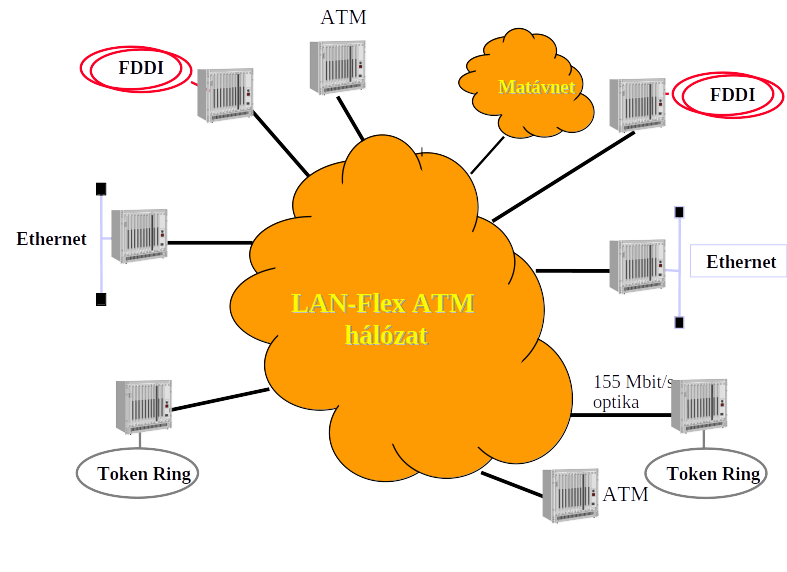 ATM
FDDI
Matávnet
FDDI
Ethernet
Ethernet
LAN-Flex ATM
hálózat
155 Mbit/s
optika
Token Ring
Token Ring
ATM